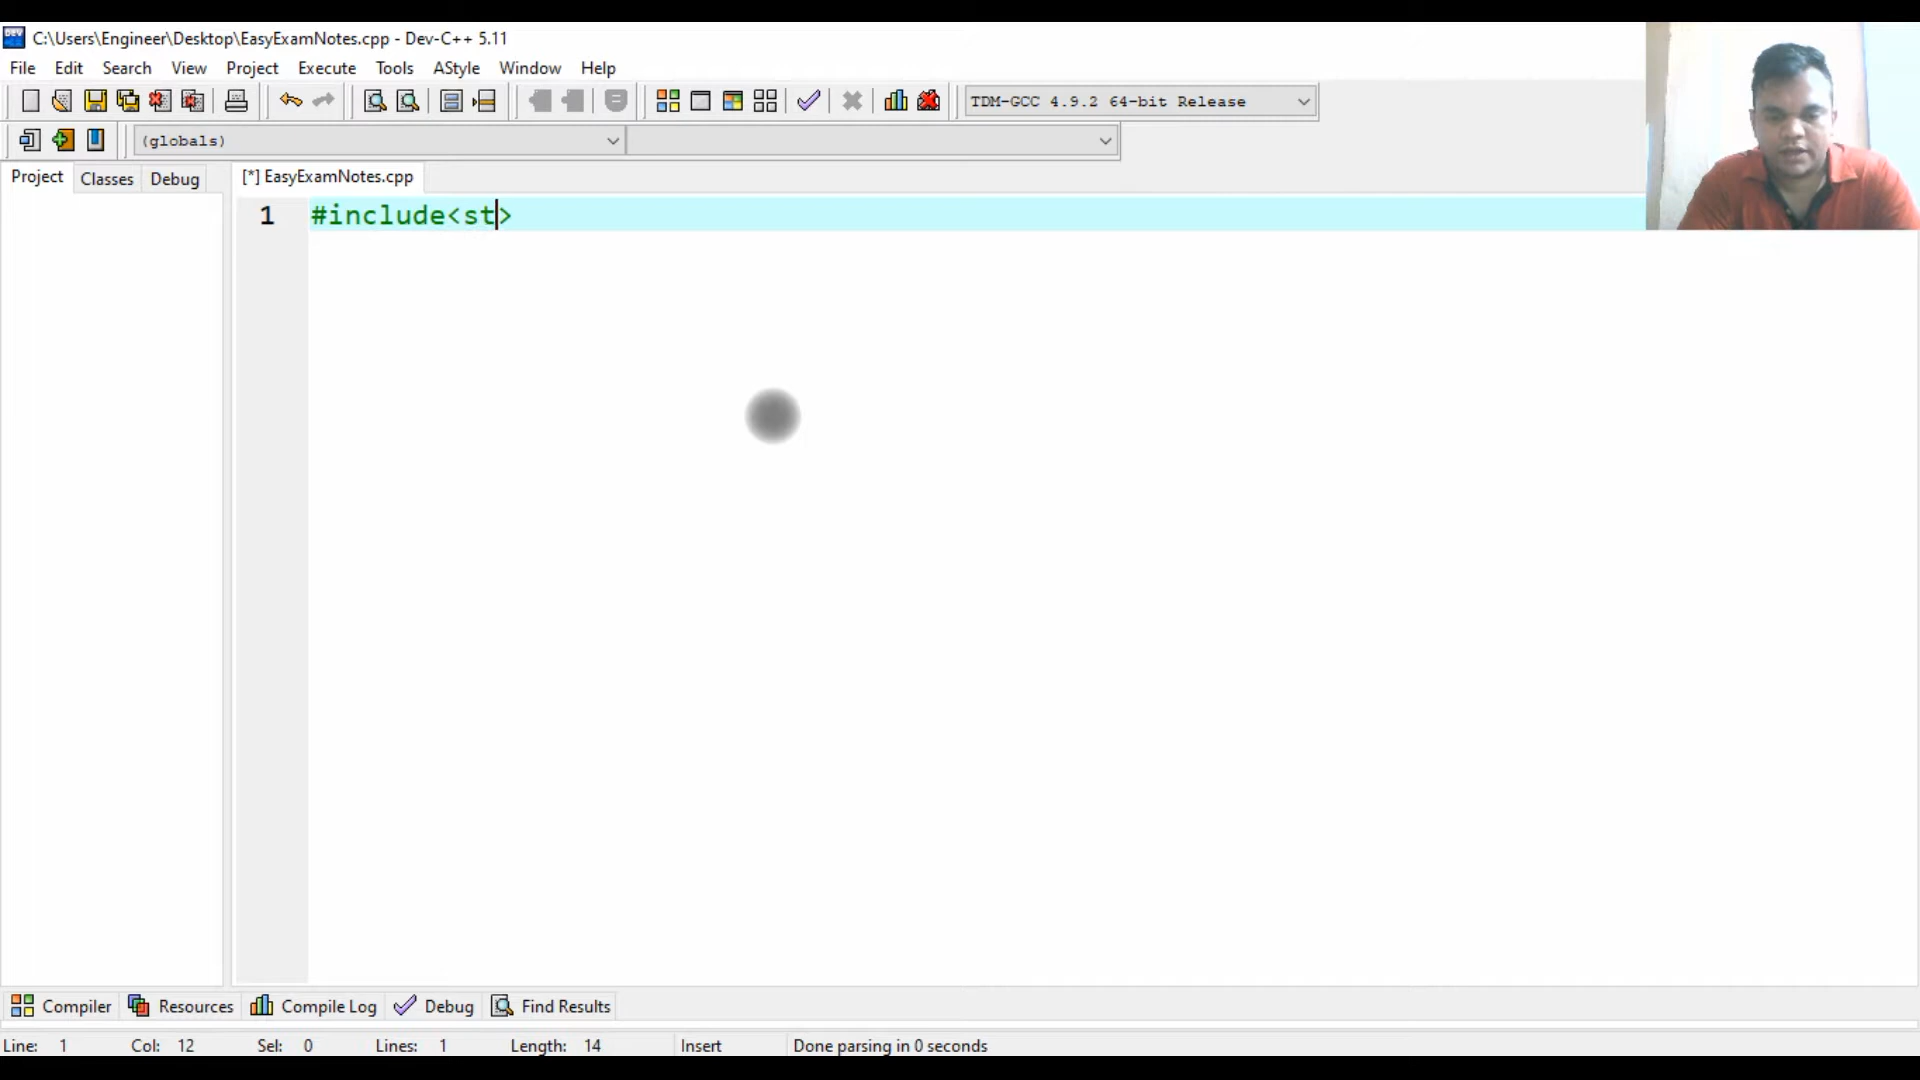 C:\Users\Engineer\Desktop\EasyExamNotes.cpp - Dev-C++ 5.11
File Edit Search View Project Execute Tools AStyle Window Help
TDM-GCC 4.9.2 64-bit Release
(globals)
Project Classes Debug [*] EasyExamNotes.cpp
1 #include<st>
Compiler Resources Compile Log Debug Find Results
Line: 1 Col: 12 Sel: 0 Lines: 1 Length: 14 Insert Done parsing in 0 seconds